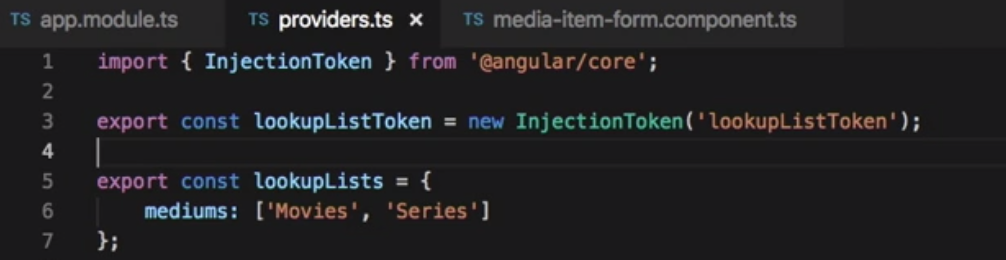 TS app.module.ts TS providers.ts × TS media-item-form.component.ts
1 import { InjectionToken } from '@angular/core';
2
3 export const lookupListToken = new InjectionToken('lookupListToken');
4
5 export const lookupLists = {
6 mediums: ['Movies', 'Series']
7 };